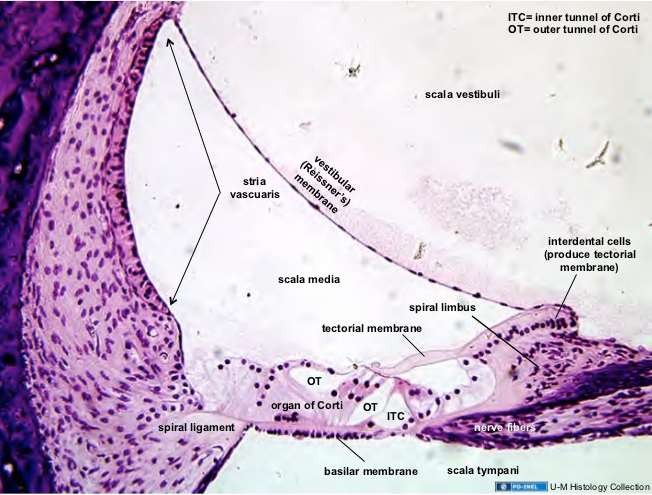 ITC= inner tunnel of Corti
OT= outer tunnel of Corti
scala vestibuli
vestibular
(Reissner's)
membrane
stria
vascuaris
interdental cells
(produce tectorial
membrane)
scala media
spiral limbus
tectorial membrane
OT
organ of Corti
OT
ITC
spiral ligament
nerve fibers
basilar membrane
scala tympani
U-M Histology Collection